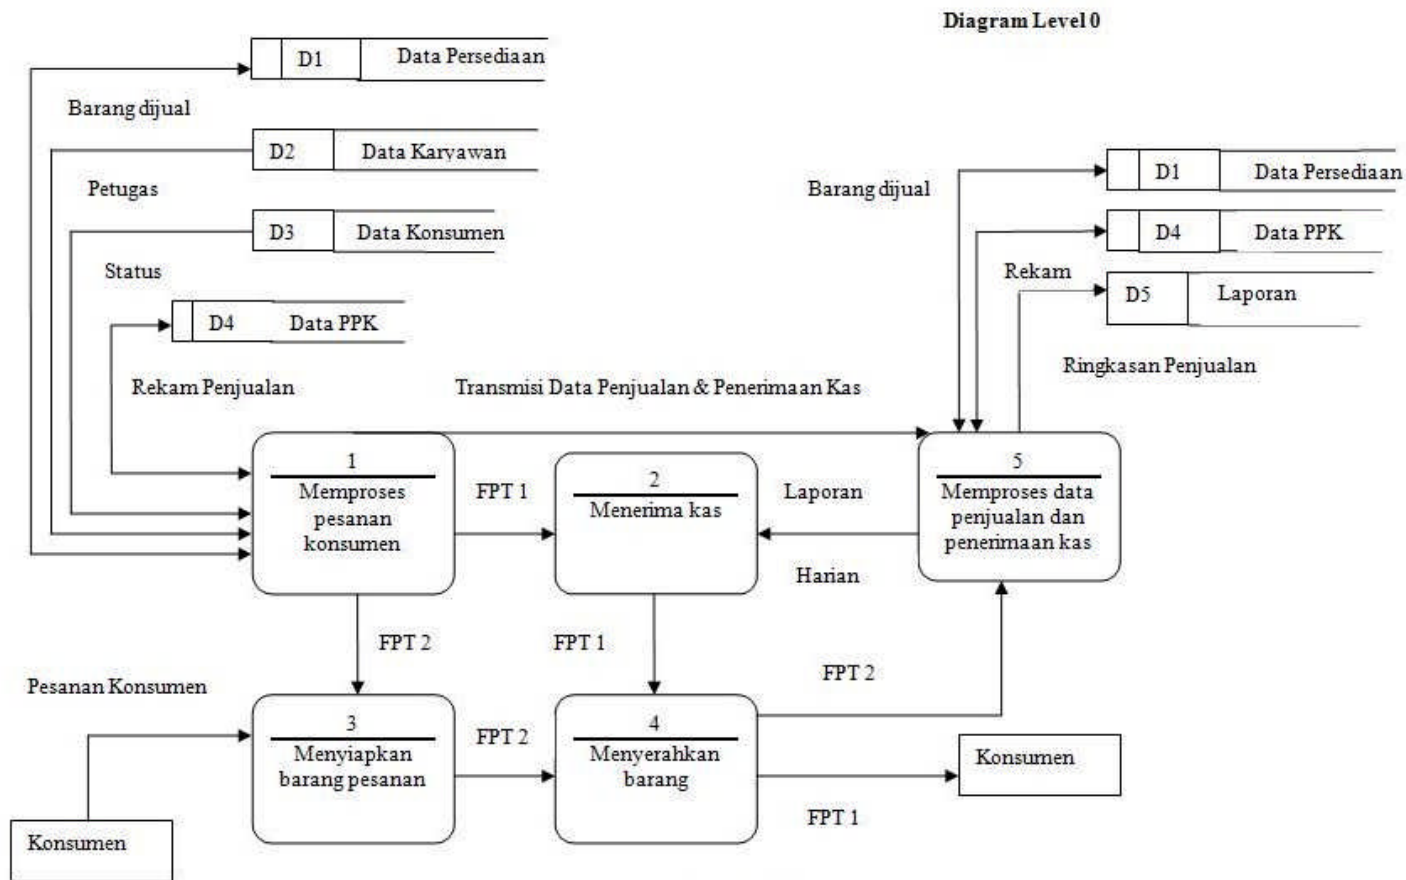 Diagram Level 0
D1 Data Persediaan
Barang dijual
D2 Data Karyawan
Petugas
D3 Data Konsumen
Status
D4 Data PPK
Rekam Penjualan
Barang dijual
D1 Data Persediaan
D4 Data PPK
Rekam
D5 Laporan
Ringkasan Penjualan
Transmisi Data Penjualan & Penerimaan Kas
1
Memproses
pesanan
konsumen
FPT 1
2
Menerima kas
Laporan
Harian
5
Memproses data
penjualan dan
penerimaan kas
FPT 2
FPT 1
FPT 2
Pesanan Konsumen
3
Menyiapkan
barang pesanan
FPT 2
4
Menyerahkan
barang
Konsumen
FPT 1
Konsumen